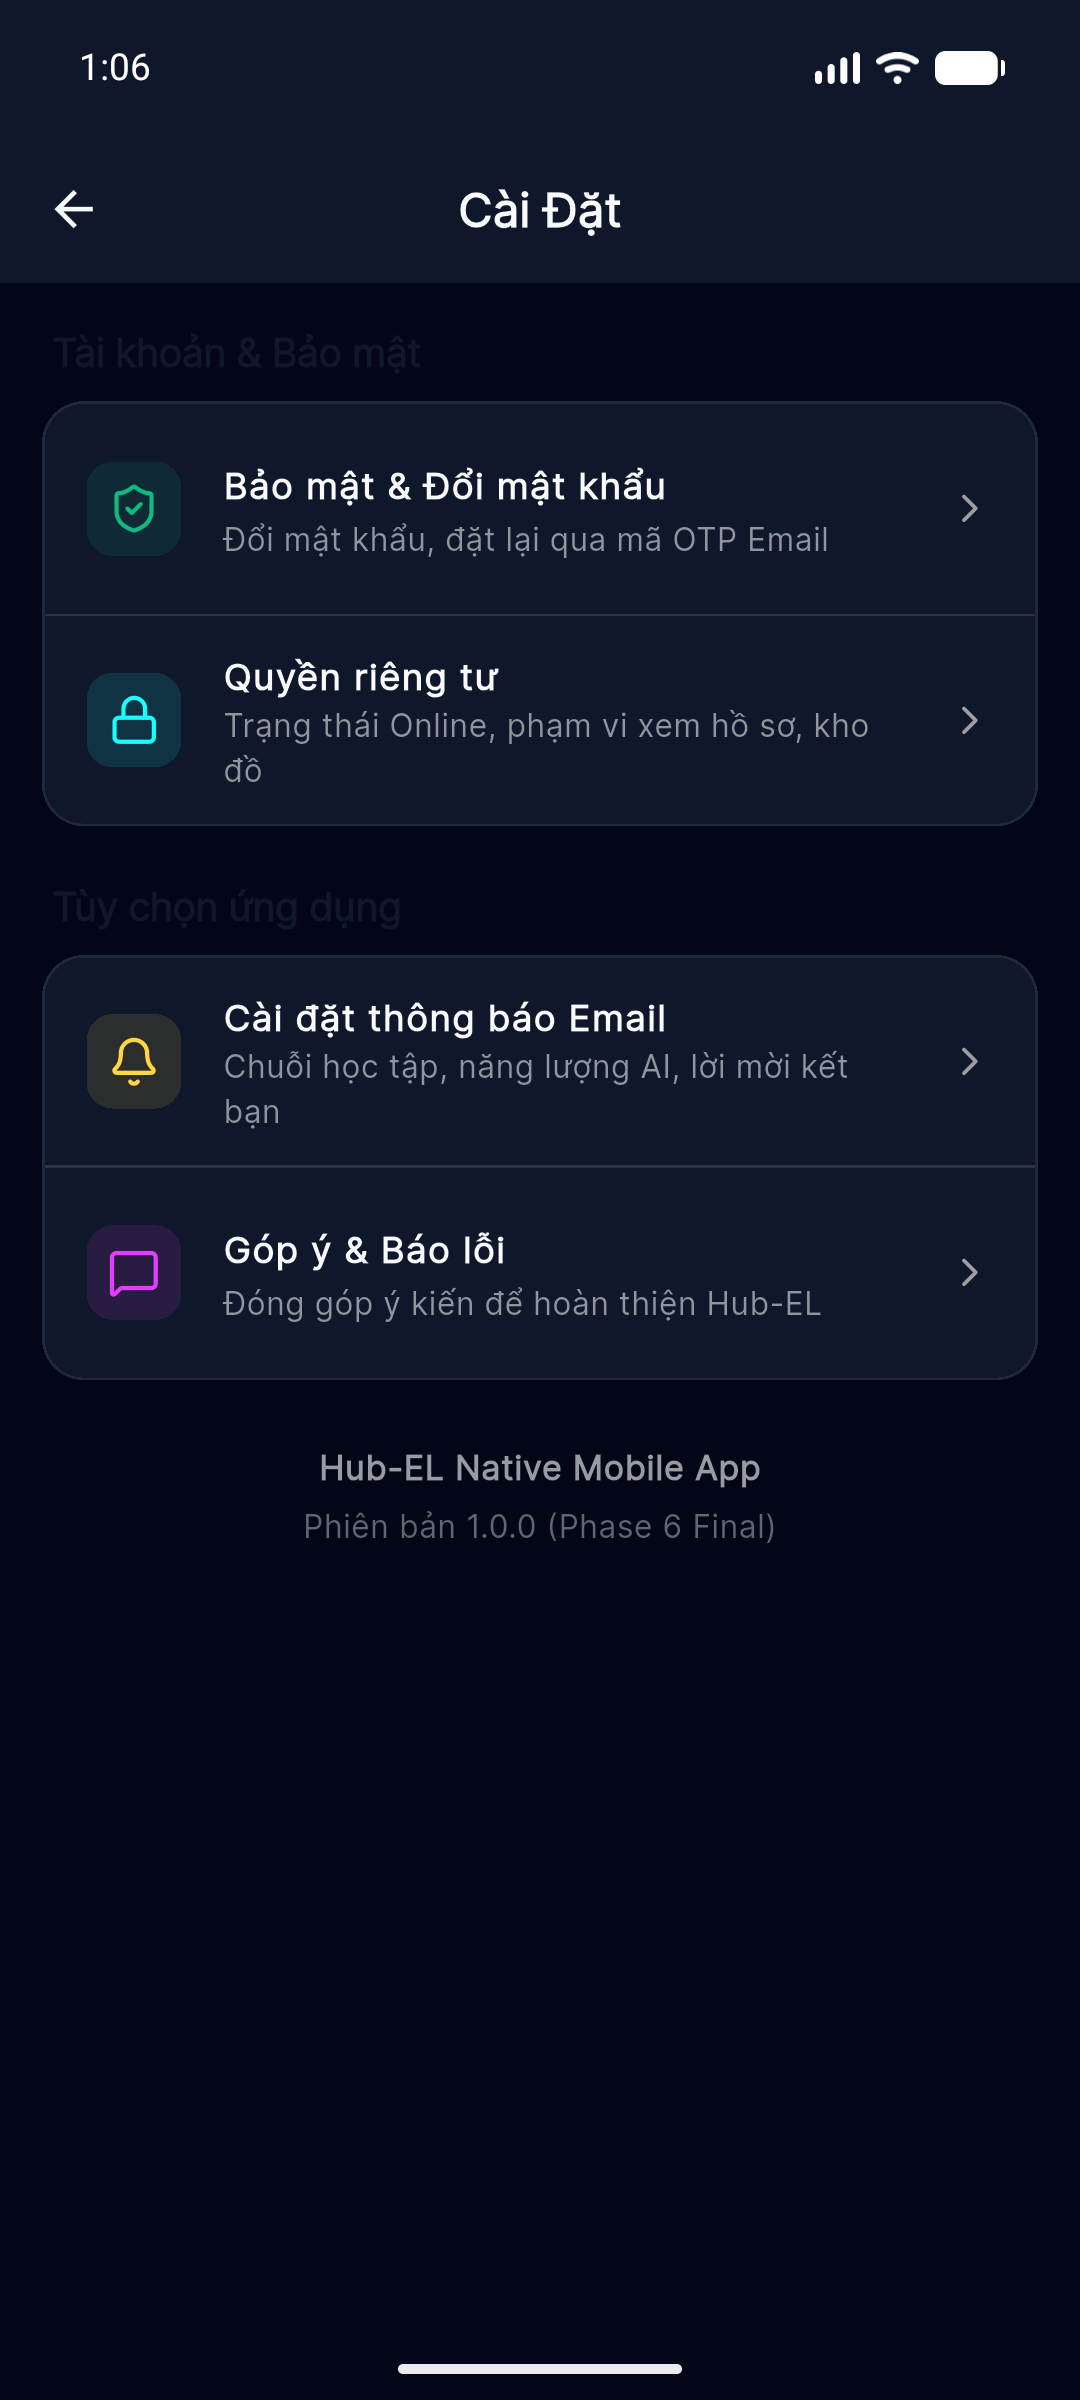 1:06
Cài Đặt
Tài khoản & Bảo mật
Bảo mật & Đổi mật khẩu
Đổi mật khẩu, đặt lại qua mã OTP Email
Quyền riêng tư
Trạng thái Online, phạm vi xem hồ sơ, kho
đồ
Tùy chọn ứng dụng
Cài đặt thông báo Email
Chuỗi học tập, năng lượng AI, lời mời kết
bạn
Góp ý & Báo lỗi
Đóng góp ý kiến để hoàn thiện Hub-EL
Hub-EL Native Mobile App
Phiên bản 1.0.0 (Phase 6 Final)